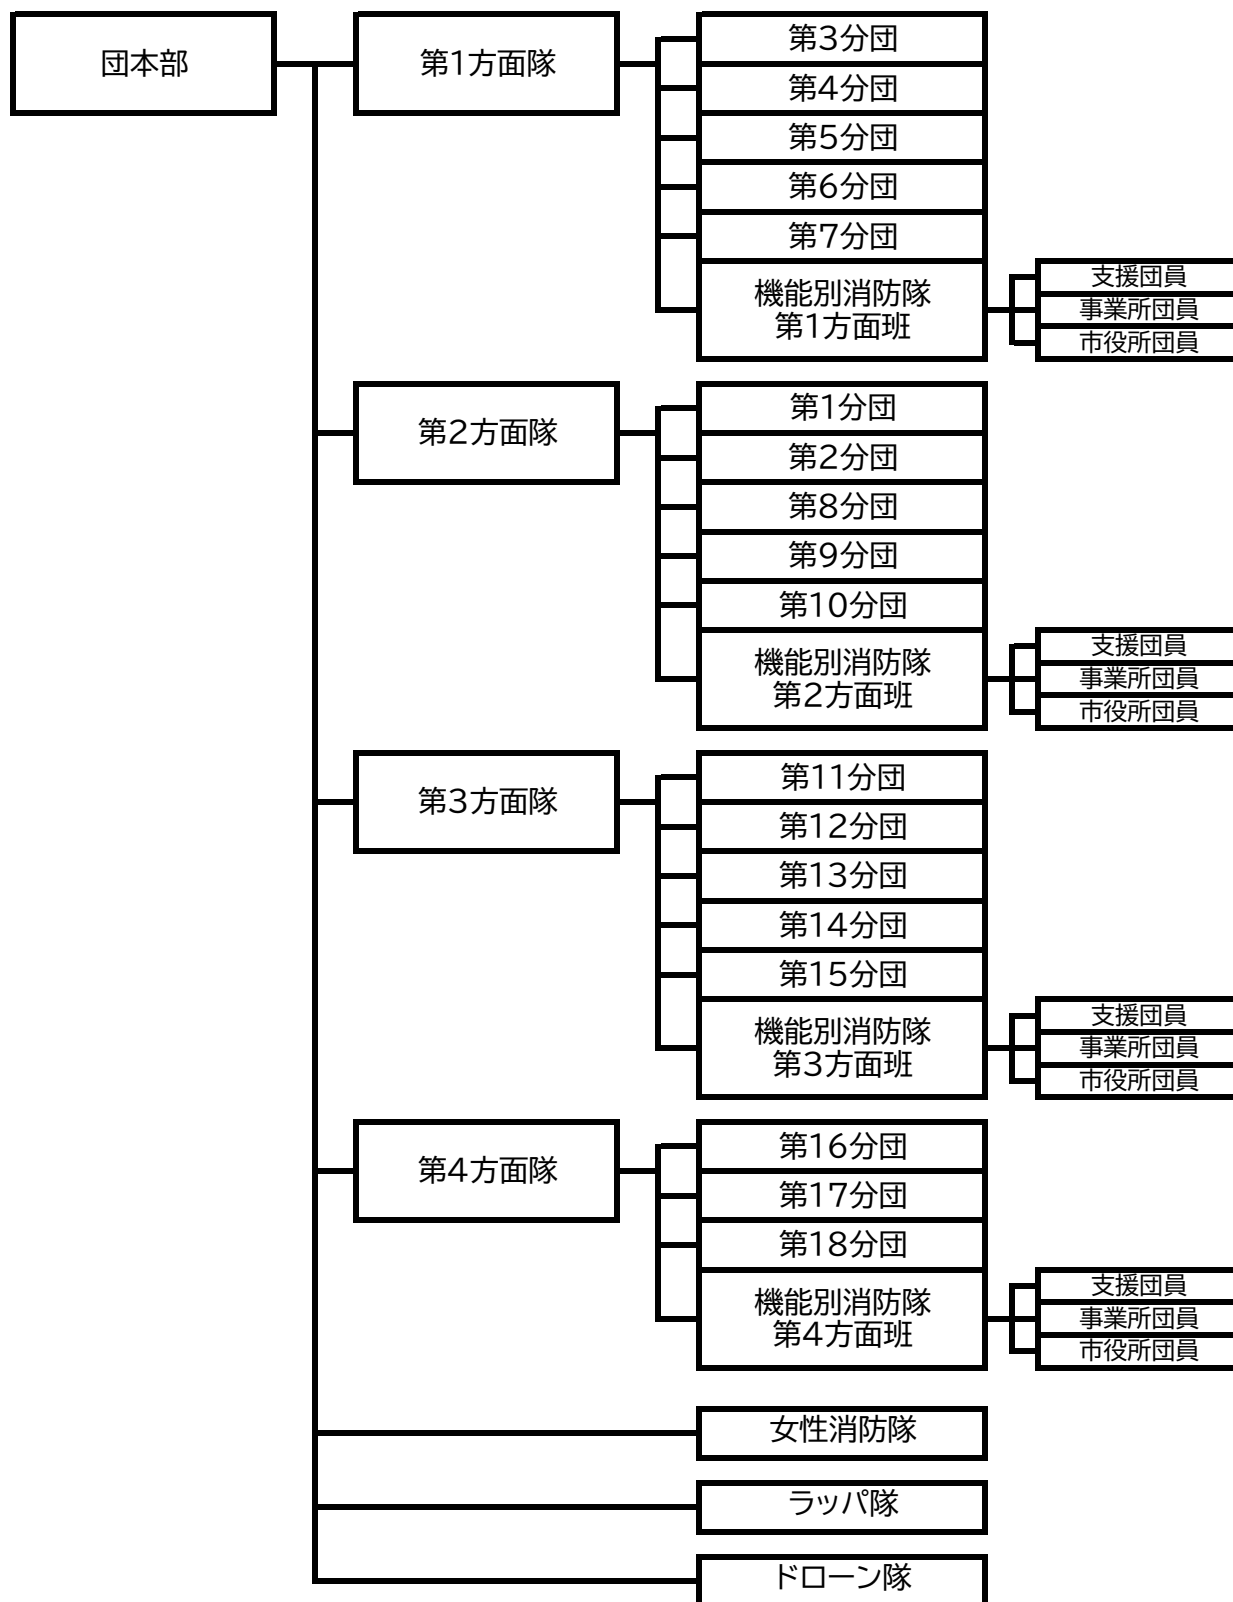 団本部
第1方面隊
第3分団
第4分団
第5分団
第6分団
第7分団
機能別消防隊
第1方面班
支援団員
事業所団員
市役所団員
第2方面隊
第1分団
第2分団
第8分団
第9分団
第10分団
機能別消防隊
第2方面班
支援団員
事業所団員
市役所団員
第3方面隊
第11分団
第12分団
第13分団
第14分団
第15分団
機能別消防隊
第3方面班
支援団員
事業所団員
市役所団員
第4方面隊
第16分団
第17分団
第18分団
機能別消防隊
第4方面班
支援団員
事業所団員
市役所団員
女性消防隊
ラッパ隊
ドローン隊